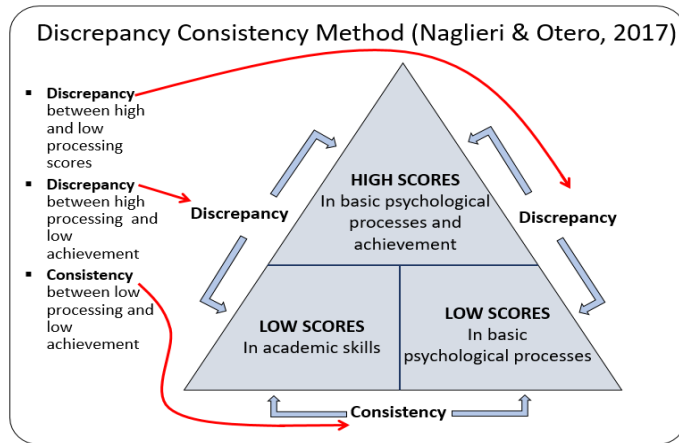 Discrepancy Consistency Method (Naglieri & Otero, 2017)
▪ Discrepancy
between high
and low
processing
scores
▪ Discrepancy
between high
processing and
low
achievement
▪ Consistency
between low
processing and
low
achievement
Discrepancy
HIGH SCORES
In basic psychological
processes and
achievement
Discrepancy
LOW SCORES
In academic skills
LOW SCORES
In basic
psychological processes
Consistency